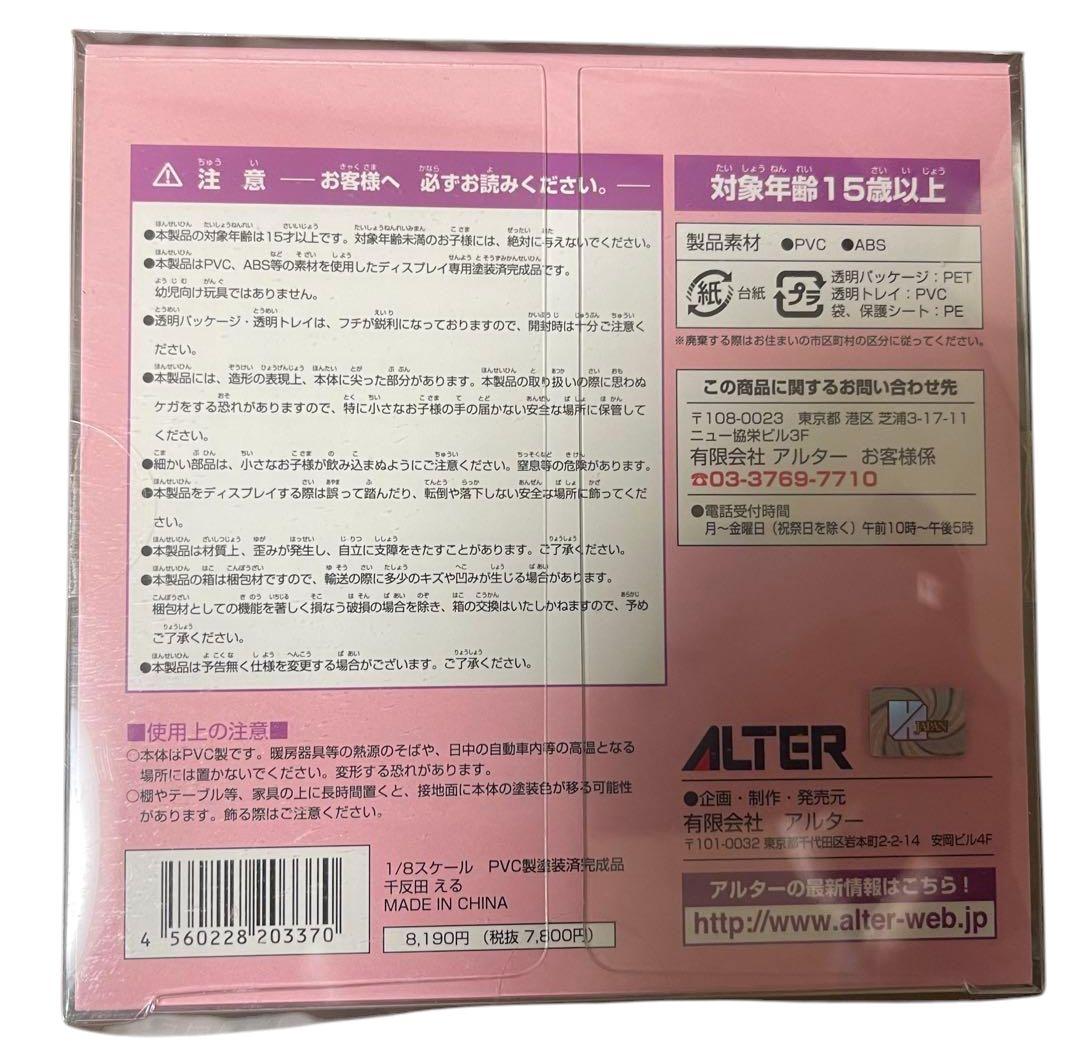 ⚠ 注意 ― お客様へ 必ずお読みください。―
●本製品の対象年齢は15才以上です。対象年齢未満のお子様には、絶対に与えないでください。
●本製品はPVC、ABS等の素材を使用したディスプレイ専用塗装済完成品です。
幼児向け玩具ではありません。
●透明パッケージ・透明トレイは、フチが鋭利になっておりますので、開封時は十分ご注意く
ださい。
●本製品には、造形の表現上、本体に尖った部分があります。本製品の取り扱いの際に思わぬ
ケガをする恐れがありますので、特に小さなお子様の手の届かない安全な場所に保管して
ください。
●細かい部品は、小さなお子様が飲み込まぬようにご注意ください。窒息等の危険があります。
●本製品をディスプレイする際は誤って踏んだり、転倒や落下しない安全な場所に飾ってくだ
さい。
●本製品は材質上、歪みが発生し、自立に支障をきたすことがあります。ご了承ください。
●本製品の箱は梱包材ですので、輸送の際に多少のキズや凹みが生じる場合があります。
梱包材としての機能を著しく損なう破損の場合を除き、箱の交換はいたしかねますので、予め
ご了承ください。
●本製品は予告無く仕様を変更する場合がございます。ご了承ください。
■使用上の注意■
○本体はPVC製です。暖房器具等の熱源のそばや、日中の自動車内等の高温となる
場所には置かないでください。変形する恐れがあります。
○棚やテーブル等、家具の上に長時間置くと、接地面に本体の塗装色が移る可能性
があります。飾る際はご注意ください。
4 560228 203370
1/8スケール PVC製塗装済完成品
千反田 える
MADE IN CHINA
8,190円 (税抜 7,800円)
対象年齢15歳以上
製品素材 ●PVC ●ABS
紙 台紙
プラ
透明パッケージ:PET
透明トレイ:PVC
袋、保護シート:PE
※廃棄する際はお住まいの市区町村の区分に従ってください。
この商品に関するお問い合わせ先
〒108-0023 東京都 港区 芝浦3-17-11
ニュー協栄ビル3F
有限会社 アルター お客様係
☎03-3769-7710
●電話受付時間
月~金曜日(祝祭日を除く)午前10時~午後5時
JAPAN
ALTER
●企画・制作・発売元
有限会社 アルター
〒101-0032 東京都千代田区岩本町2-2-14 安岡ビル4F
アルターの最新情報はこちら!
http://www.alter-web.jp